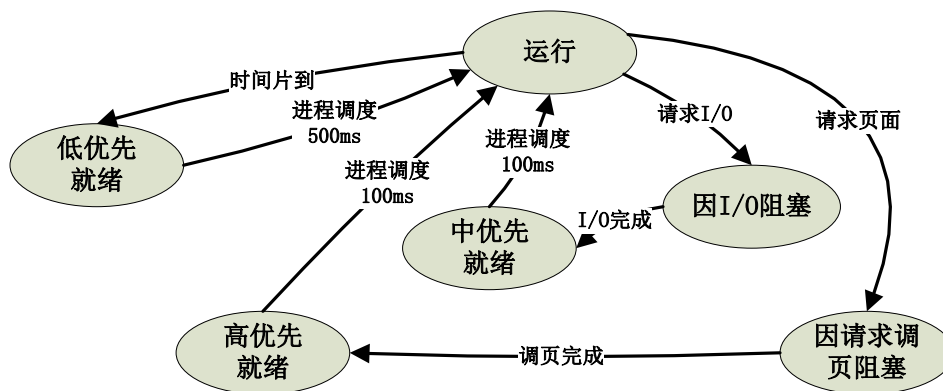 运行
时间片到
进程调度
500ms
请求I/O
请求页面
低优先
就绪
进程调度
100ms
进程调度
100ms
因I/O阻塞
I/O完成
中优先
就绪
高优先
就绪
调页完成
因请求调
页阻塞